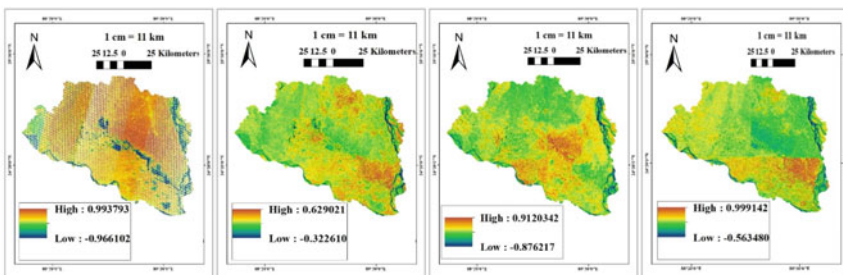 1 cm = 11 km
N
25 12.5 0 25 Kilometers
High : 0.993793
Low : -0.966102
1 cm = 11 km
N
25 12.5 0 25 Kilometers
High : 0.629021
Low : -0.322610
1 cm = 11 km
N
25 12.5 0 25 Kilometers
High : 0.9120342
Low : -0.876217
1 cm = 11 km
N
25 12.5 0 25 Kilometers
High : 0.999142
Low : -0.563480